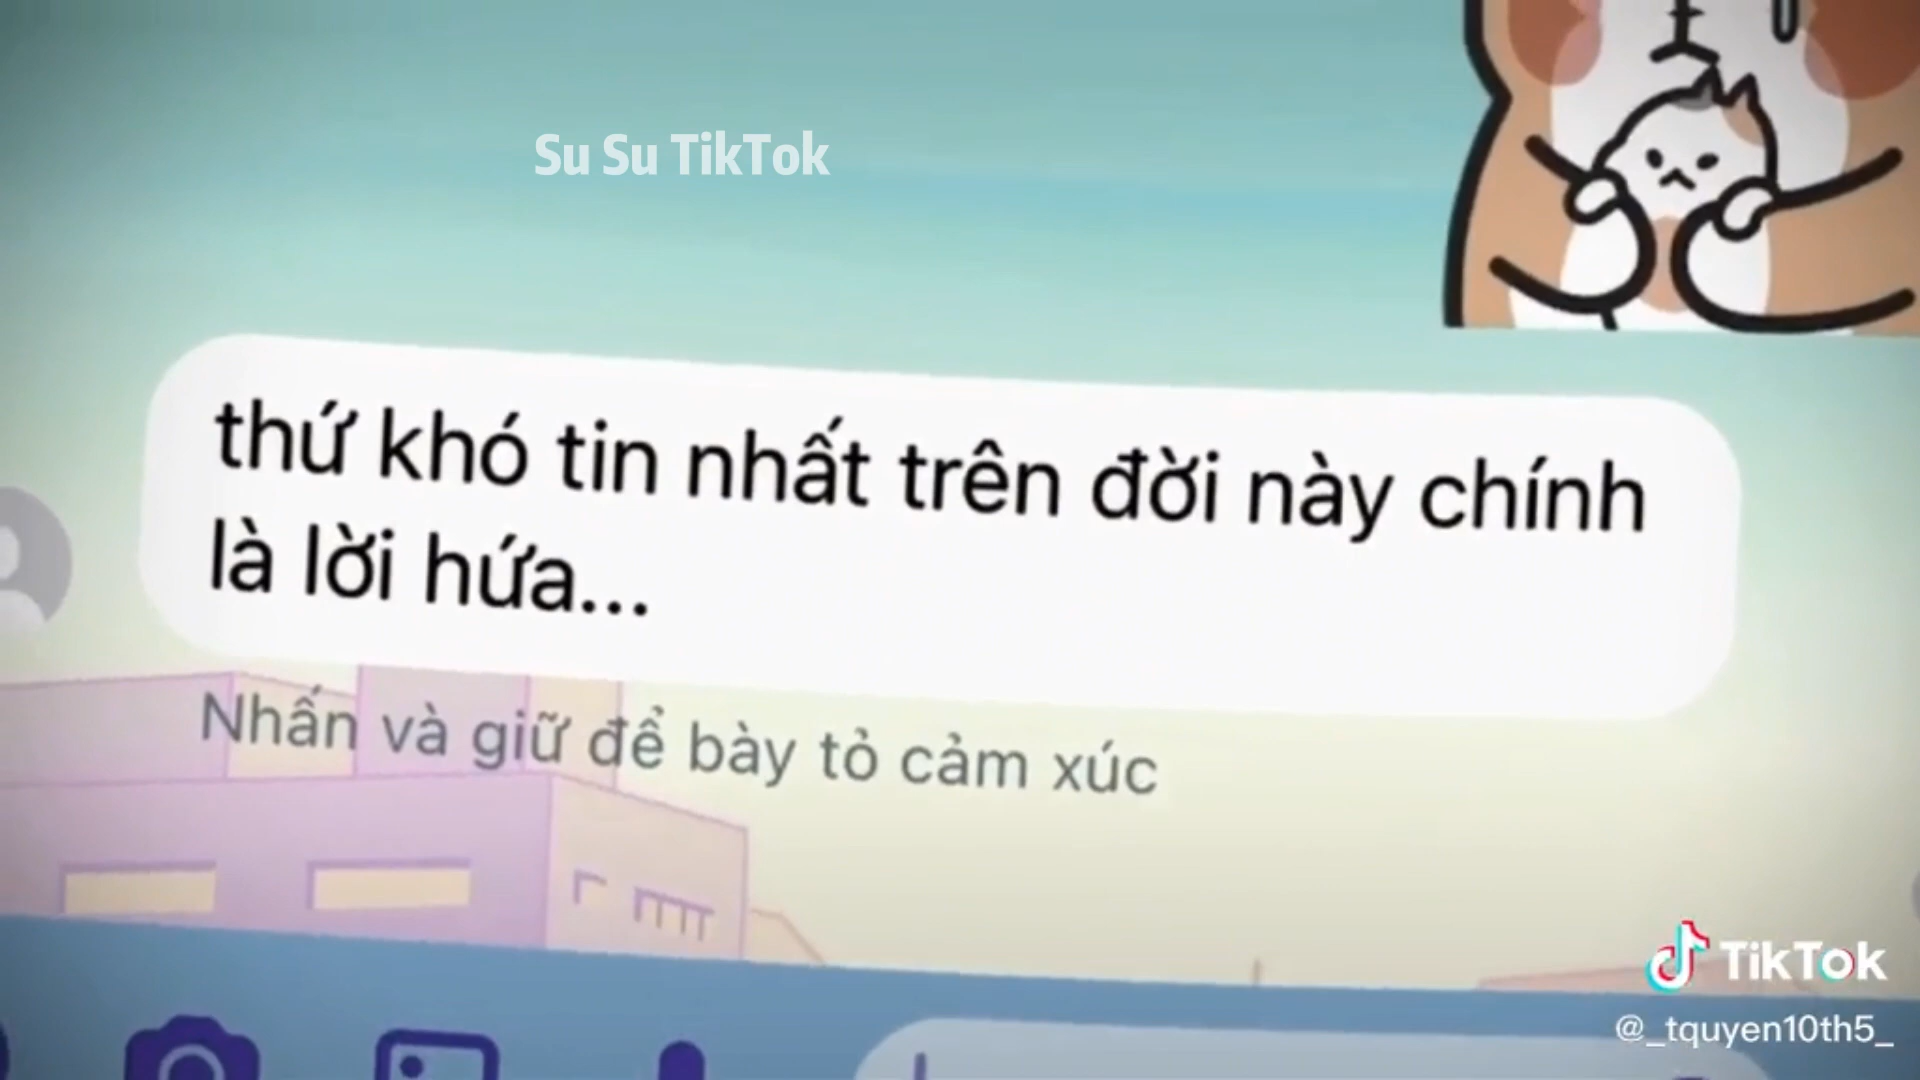 Su Su TikTok
thứ khó tin nhất trên đời này chính
là lời hứa...
Nhấn và giữ để bày tỏ cảm xúc
TikTok
@_tquyen10th5_